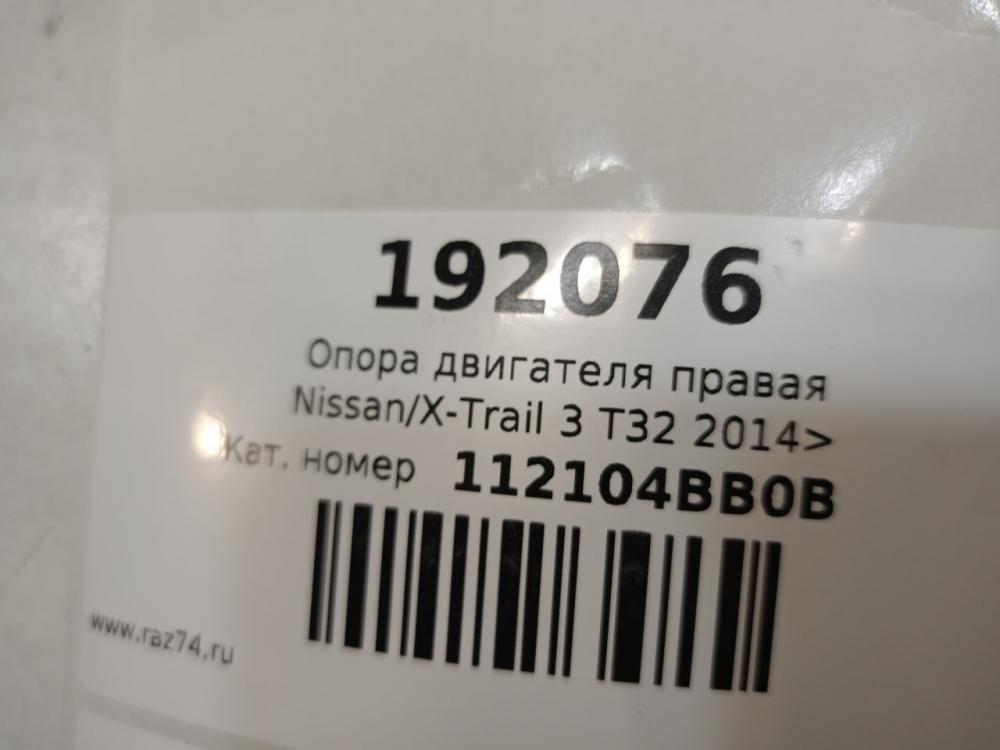 192076
Опора двигателя правая
Nissan/X-Trail 3 T32 2014>
Кат. номер 112104BB0B
www.raz74.ru